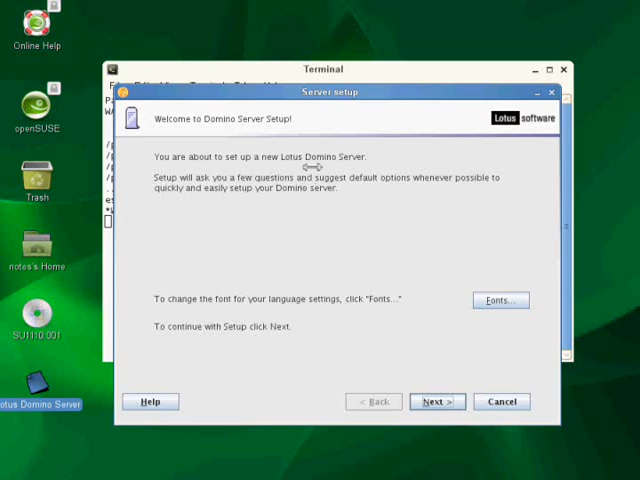 Online Help
openSUSE
Trash
notes's Home
SU1110.001
otus Domino Server
Terminal
Server setup
Welcome to Domino Server Setup!
Lotus software
You are about to set up a new Lotus Domino Server.
Setup will ask you a few questions and suggest default options whenever possible to
quickly and easily setup your Domino server.
To change the font for your language settings, click "Fonts..."
Fonts...
To continue with Setup click Next.
Help
< Back
Next >
Cancel